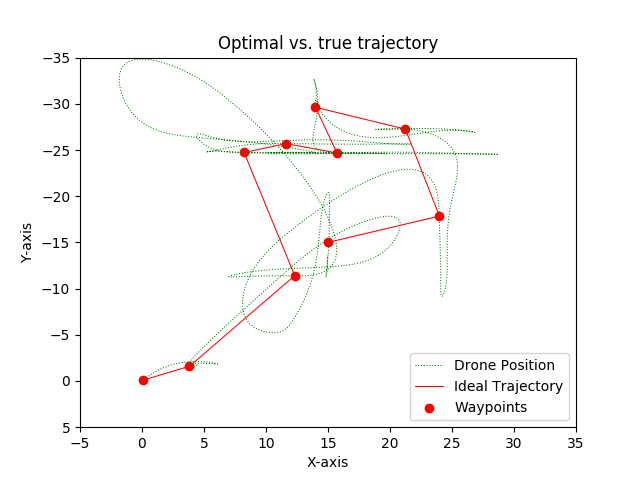 Optimal vs. true trajectory
Y-axis
−35
−30
−25
−20
−15
−10
−5
0
5
Drone Position
Ideal Trajectory
Waypoints
−5 0 5 10 15 20 25 30 35
X-axis